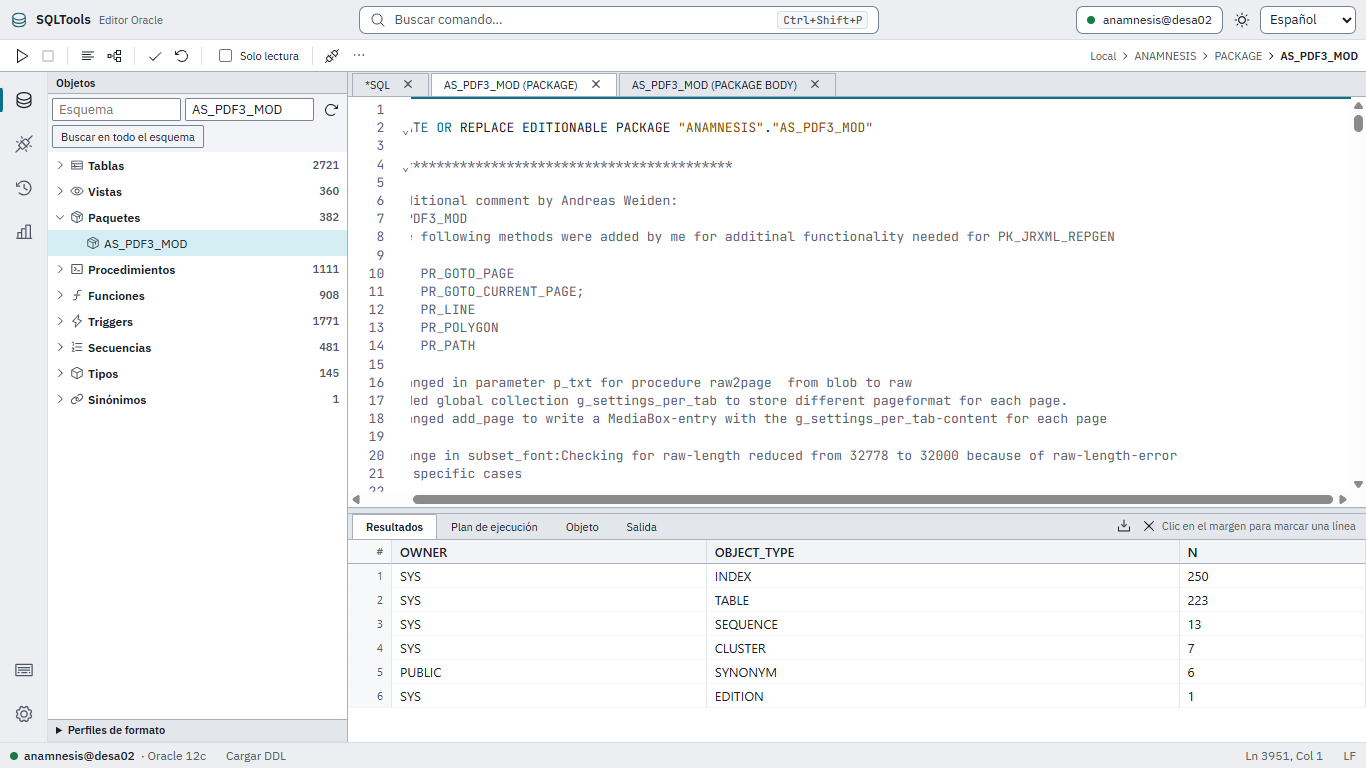 SQLTools Editor Oracle
Buscar comando... Ctrl+Shift+P
anamnesis@desa02
Español
Solo lectura
...
Local > ANAMNESIS > PACKAGE > AS_PDF3_MOD
Objetos
Esquema AS_PDF3_MOD
Buscar en todo el esquema
Tablas 2721
Vistas 360
Paquetes 382
AS_PDF3_MOD
Procedimientos 1111
Funciones 908
Triggers 1771
Secuencias 481
Tipos 145
Sinónimos 1
Perfiles de formato
*SQL
AS_PDF3_MOD (PACKAGE)
AS_PDF3_MOD (PACKAGE BODY)
1
2 TE OR REPLACE EDITIONABLE PACKAGE "ANAMNESIS"."AS_PDF3_MOD"
3
4 *****************************************
5
6 itional comment by Andreas Weiden:
7 PDF3_MOD
8 following methods were added by me for additinal functionality needed for PK_JRXML_REPGEN
9
10 PR_GOTO_PAGE
11 PR_GOTO_CURRENT_PAGE;
12 PR_LINE
13 PR_POLYGON
14 PR_PATH
15
16 nged in parameter p_txt for procedure raw2page  from blob to raw
17 ed global collection g_settings_per_tab to store different pageformat for each page.
18 nged add_page to write a MediaBox-entry with the g_settings_per_tab-content for each page
19
20 nge in subset_font:Checking for raw-length reduced from 32778 to 32000 because of raw-length-error
21 specific cases
22
Resultados Plan de ejecución Objeto Salida
Clic en el margen para marcar una línea
# OWNER OBJECT_TYPE N
1 SYS INDEX 250
2 SYS TABLE 223
3 SYS SEQUENCE 13
4 SYS CLUSTER 7
5 PUBLIC SYNONYM 6
6 SYS EDITION 1
anamnesis@desa02 · Oracle 12c Cargar DDL
Ln 3951, Col 1 LF